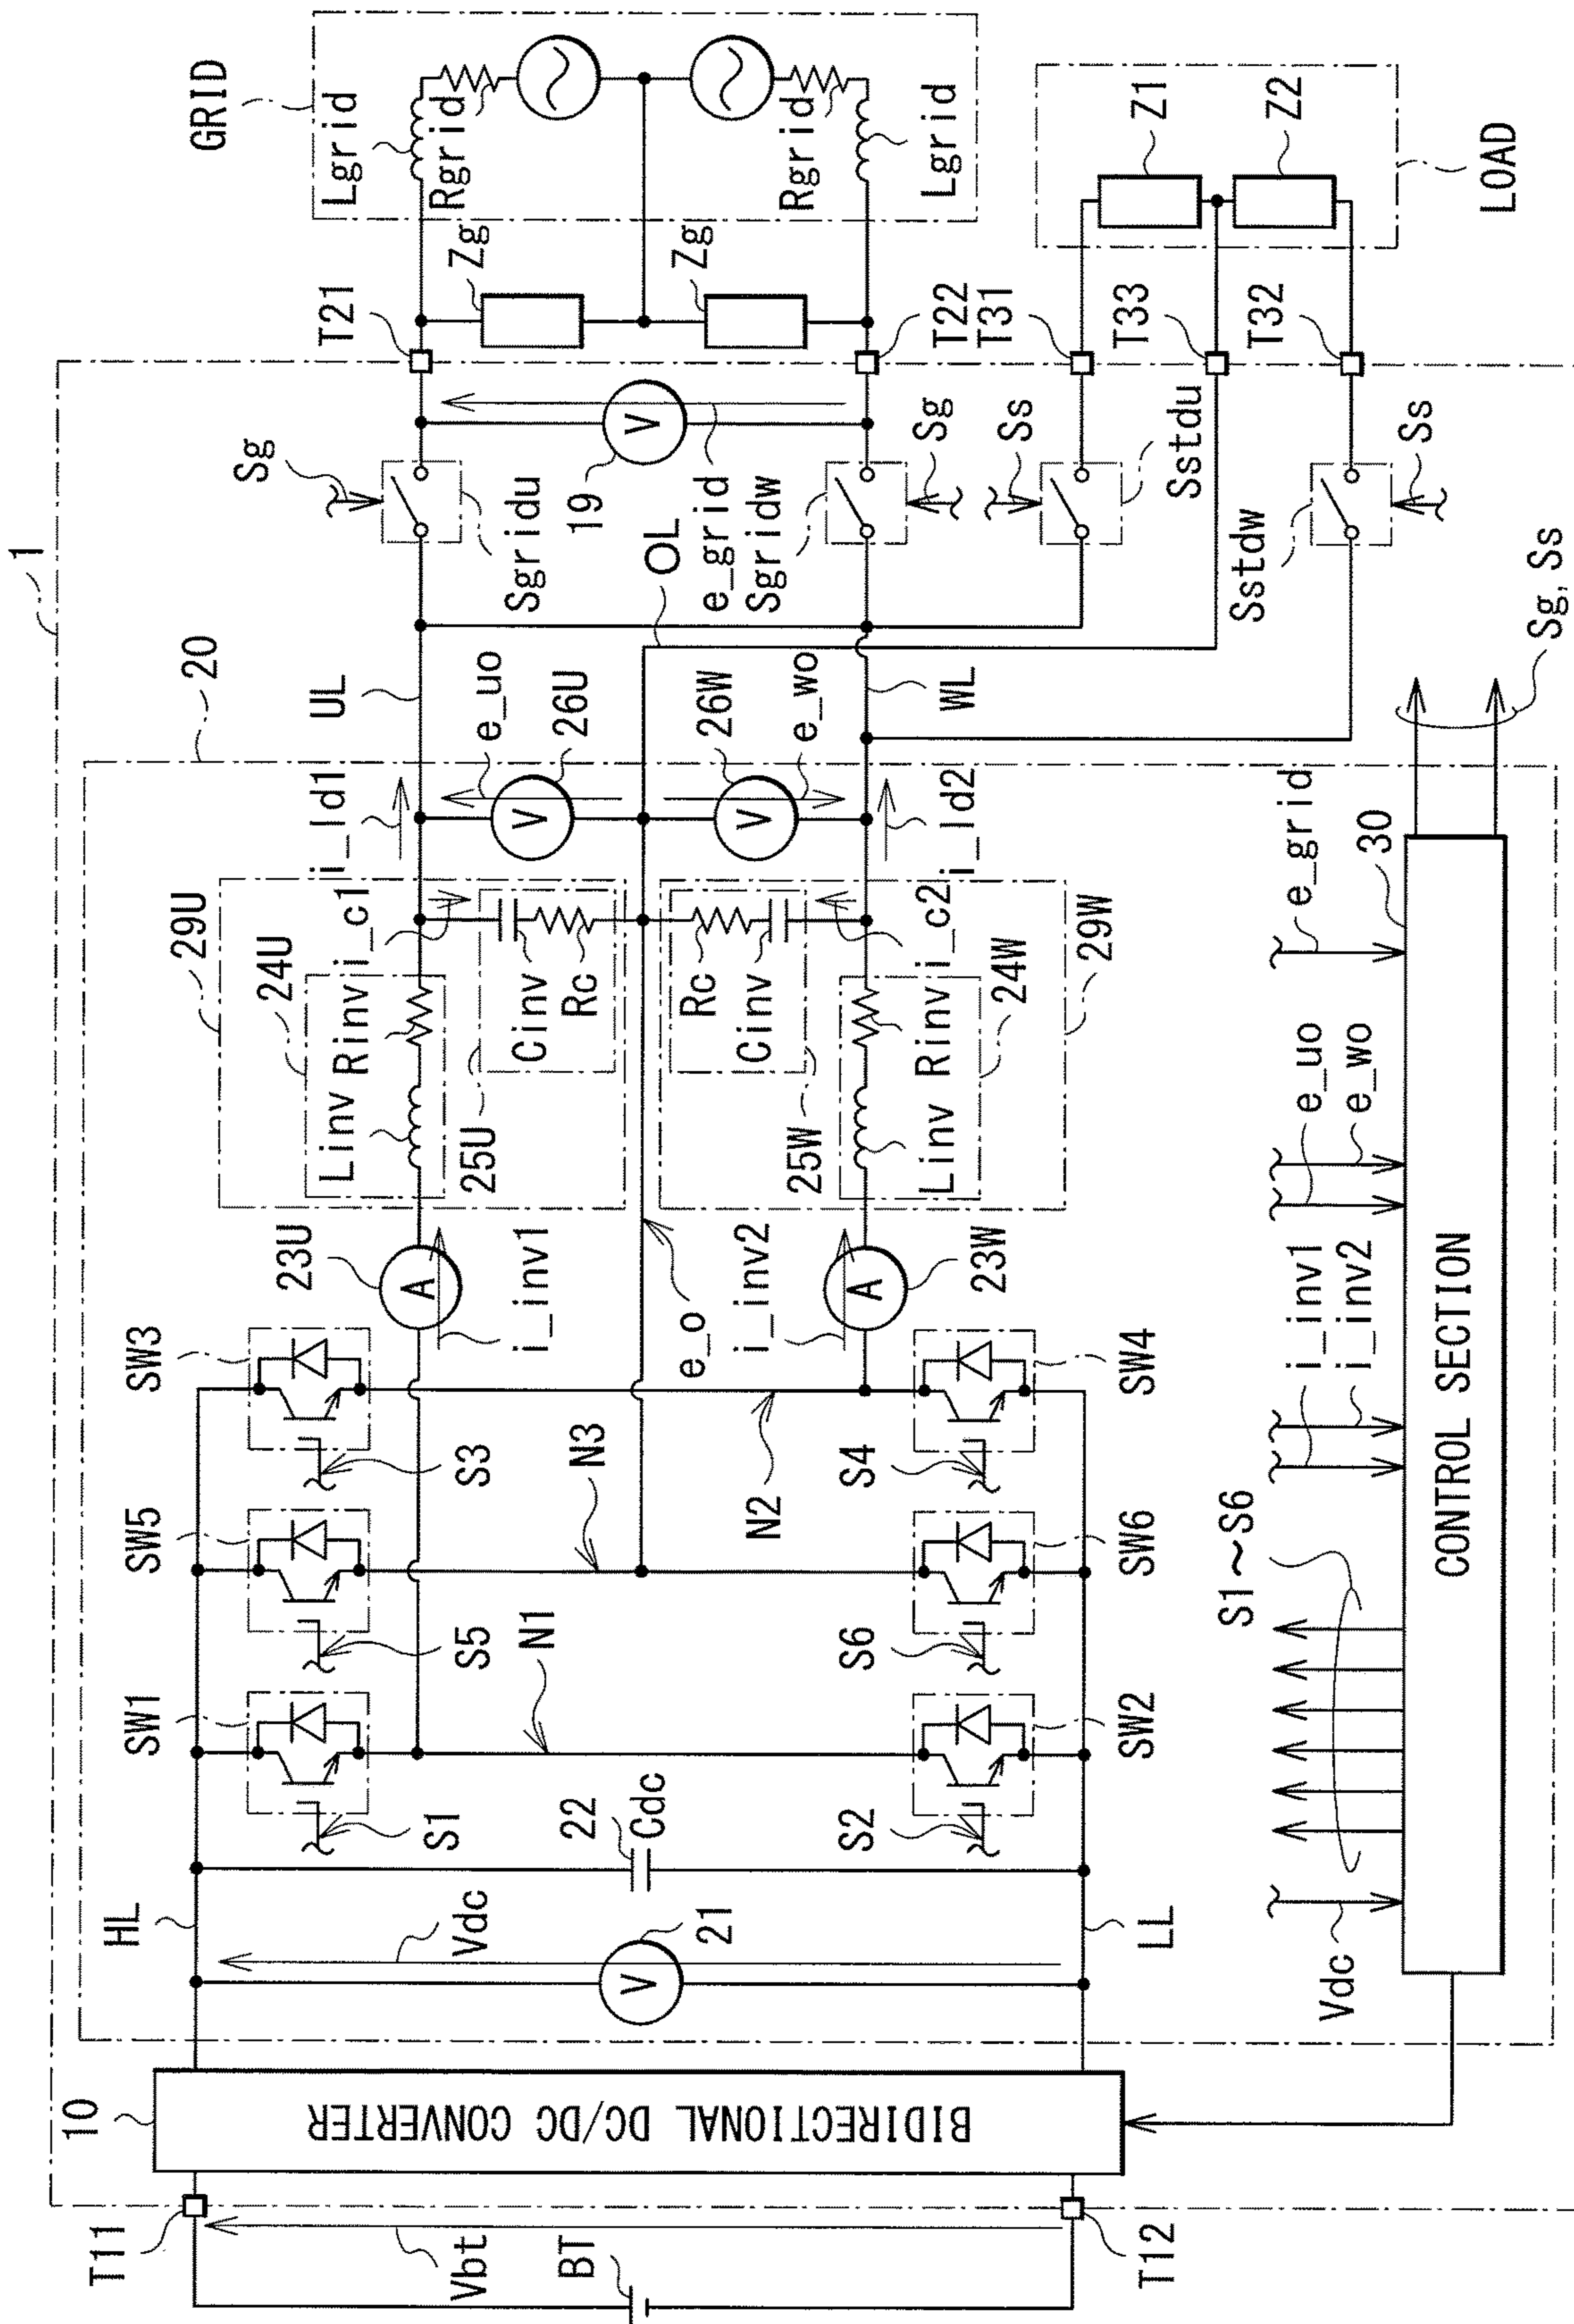 1
20
10
BIDIRECTIONAL DC/DC CONVERTER
T11
Vbt
BT
T12
HL
Vdc
21
LL
22
Cdc
SW1
S1
SW5
S5
SW3
S3
N1
N3
N2
S2
SW2
S6
SW6
S4
SW4
23U
i_inv1
e_o
i_inv2
23W
29U
24U
Linv
Rinv
i_c1
25U
Cinv
Rc
Rc
Cinv
25W
Linv
Rinv
i_c2
24W
29W
i_ld1
e_uo
26U
26W
e_wo
i_ld2
UL
OL
WL
Sg
Sgridu
19
e_grid
Sgridw
Sg
Ss
Sstdu
Sstdw
Ss
T21
T22
T31
T33
T32
Zg
Zg
GRID
Lgrid
Rgrid
Rgrid
Lgrid
Z1
Z2
LOAD
V
V
V
V
A
A
Vdc
S1~S6
i_inv1
i_inv2
e_uo
e_wo
e_grid
30
CONTROL SECTION
Sg, Ss